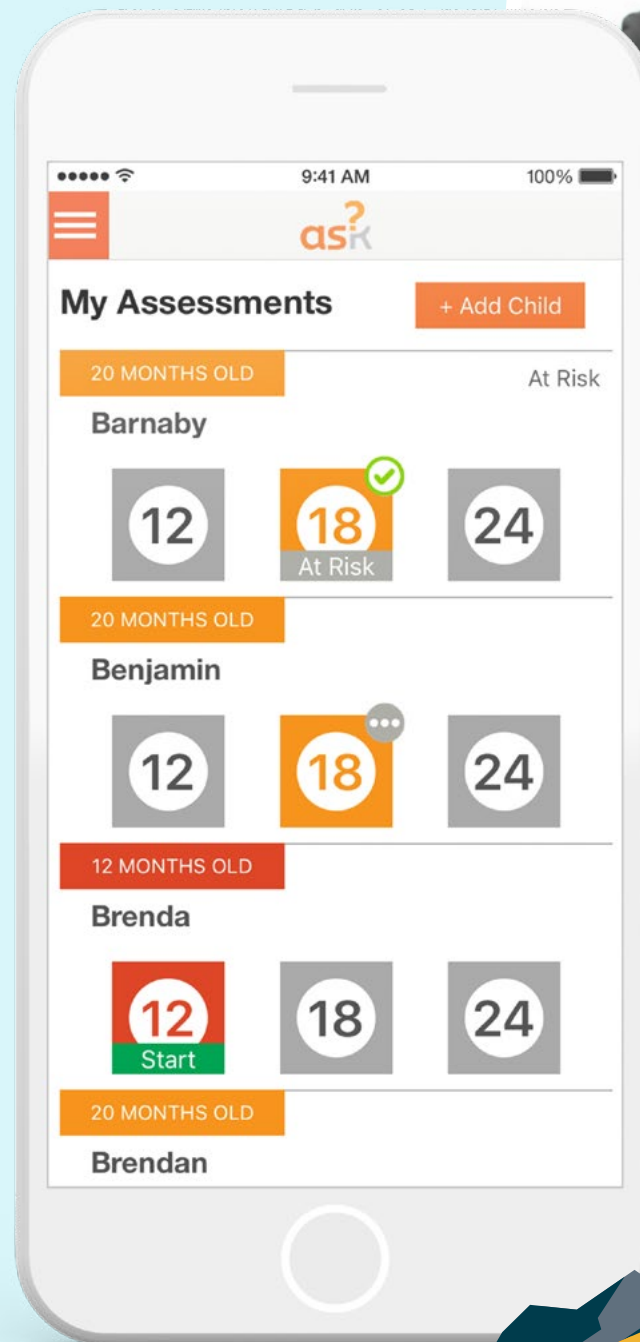 9:41 AM 100%
ask?
My Assessments + Add Child
20 MONTHS OLD At Risk
Barnaby
12 18 24
At Risk
20 MONTHS OLD
Benjamin
12 18 24
12 MONTHS OLD
Brenda
12 18 24
Start
20 MONTHS OLD
Brendan